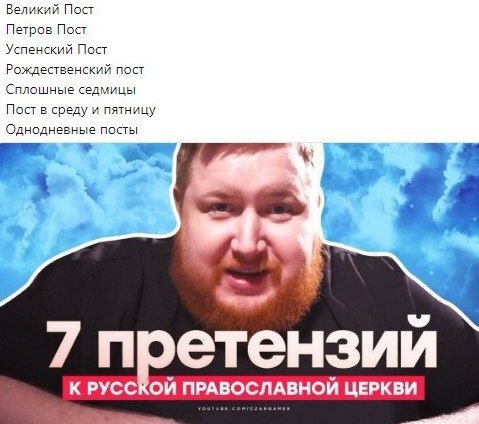 Великий Пост
Петров Пост
Успенский Пост
Рождественский пост
Сплошные седмицы
Пост в среду и пятницу
Однодневные посты
7 претензий
К РУССКОЙ ПРАВОСЛАВНОЙ ЦЕРКВИ
YOUTUBE.COM/CZARGAMER